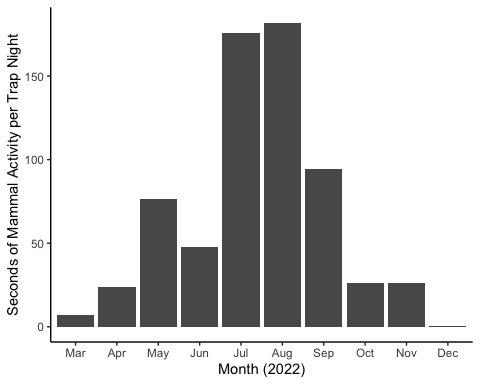 Seconds of Mammal Activity per Trap Night
150
100
50
0
Mar Apr May Jun Jul Aug Sep Oct Nov Dec
Month (2022)